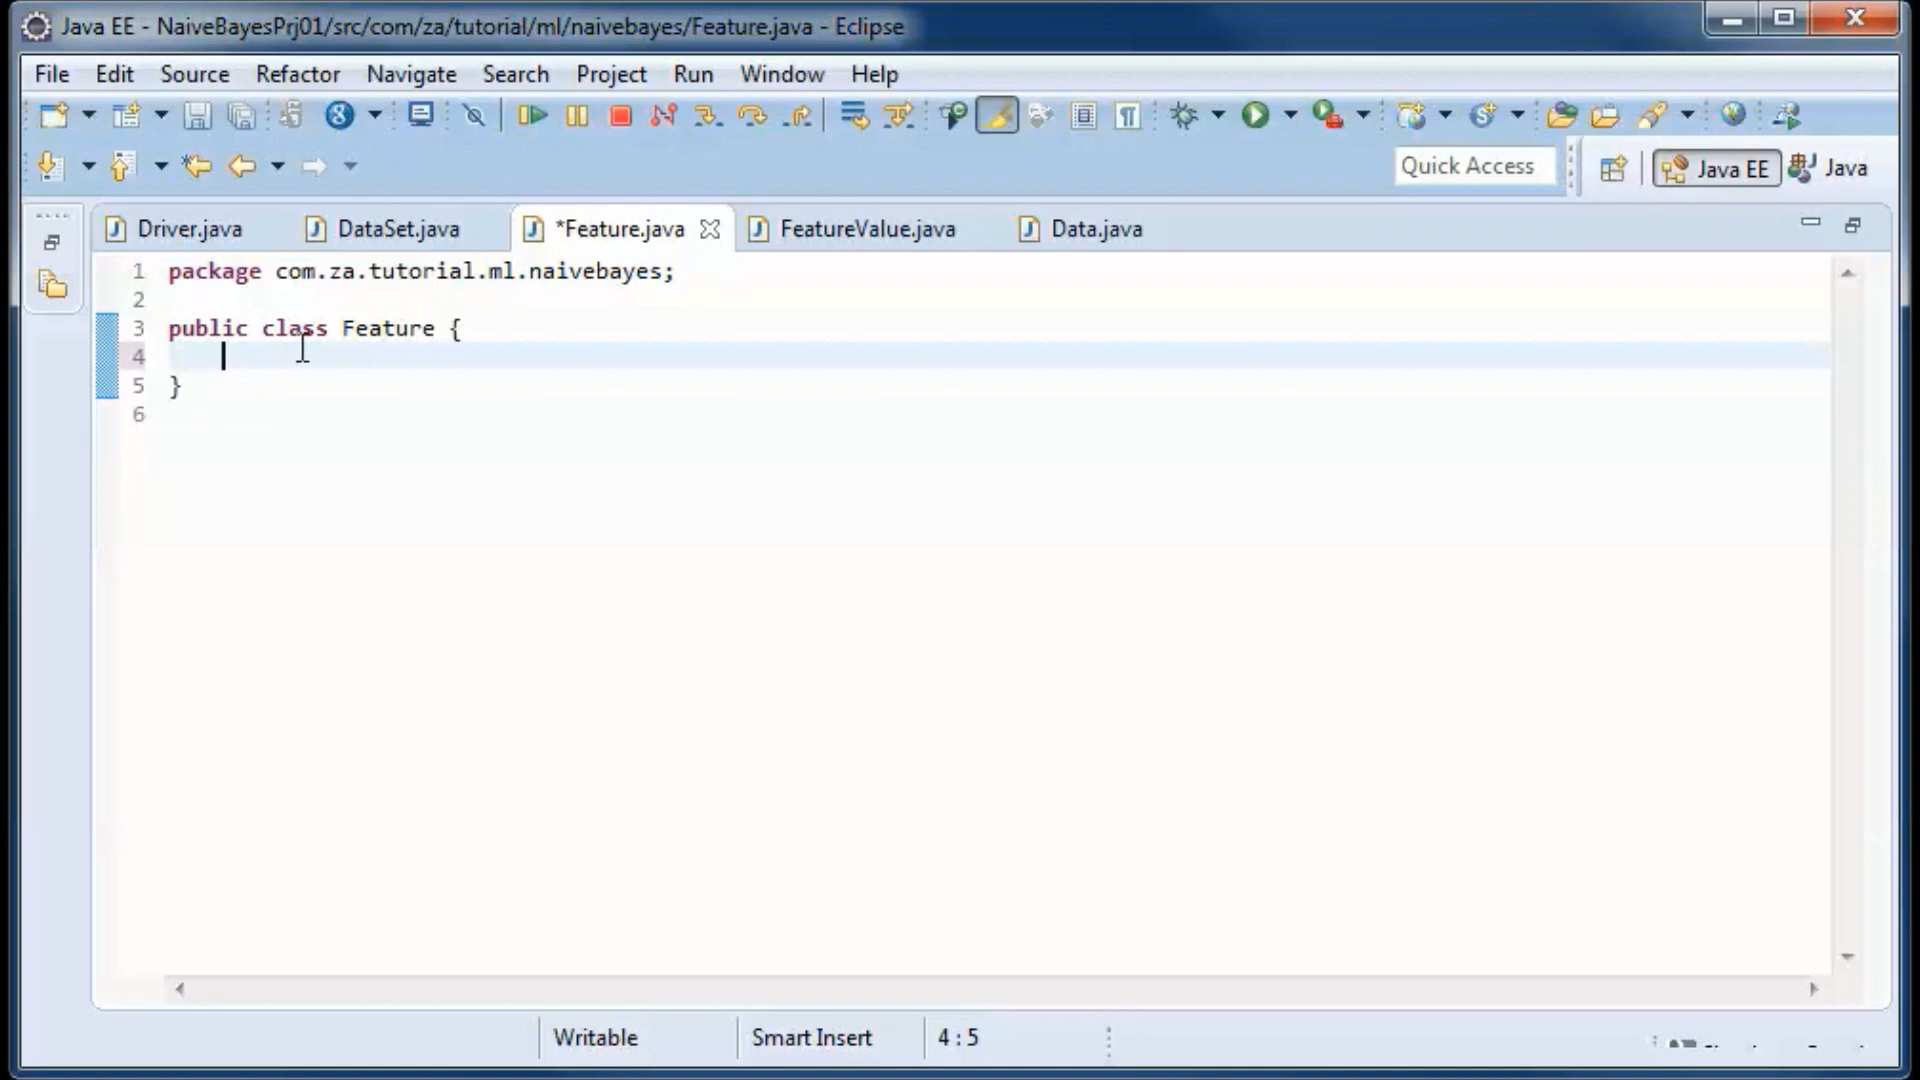 Java EE - NaiveBayesPrj01/src/com/za/tutorial/ml/naivebayes/Feature.java - Eclipse
File Edit Source Refactor Navigate Search Project Run Window Help
Quick Access Java EE Java
Driver.java DataSet.java *Feature.java FeatureValue.java Data.java
1 package com.za.tutorial.ml.naivebayes;
2
3 public class Feature {
4
5 }
6
Writable Smart Insert 4 : 5